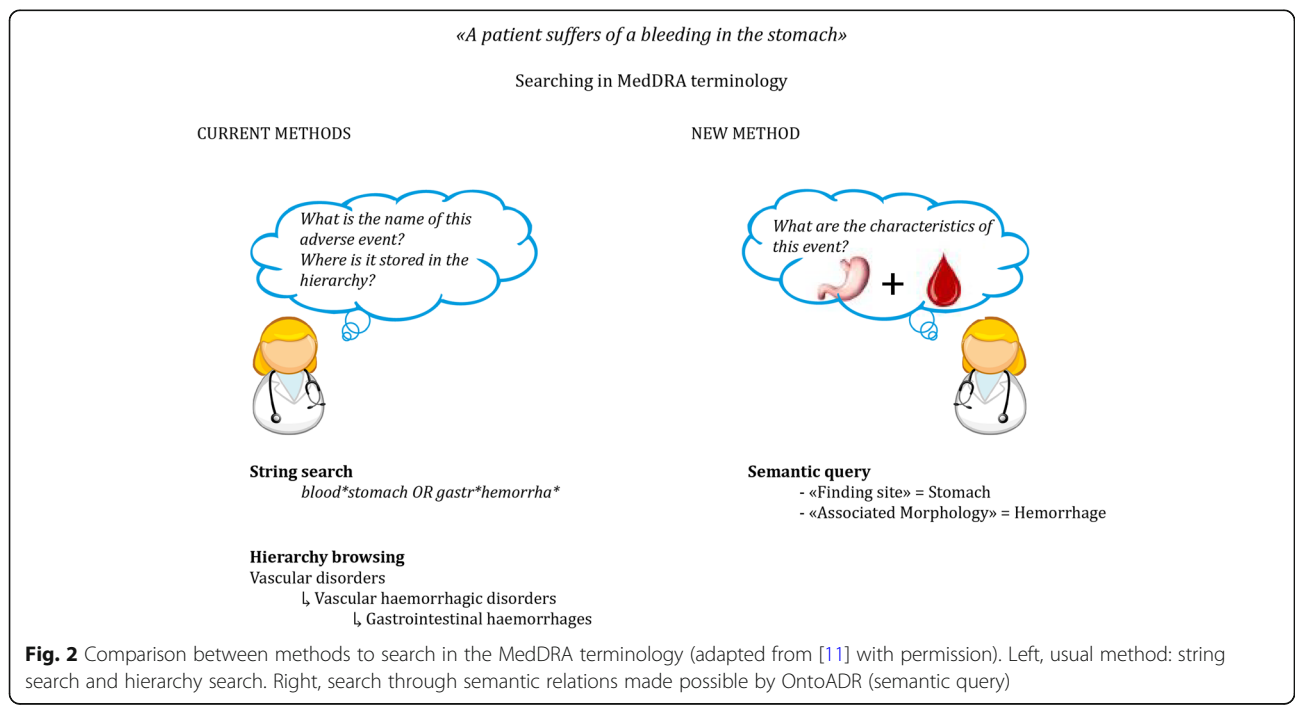 «A patient suffers of a bleeding in the stomach»
Searching in MedDRA terminology
CURRENT METHODS
What is the name of this
adverse event?
Where is it stored in the
hierarchy?
String search
blood*stomach OR gastr*hemorrha*
Hierarchy browsing
Vascular disorders
↳ Vascular haemorrhagic disorders
↳ Gastrointestinal haemorrhages
NEW METHOD
What are the characteristics of
this event?
+
Semantic query
- «Finding site» = Stomach
- «Associated Morphology» = Hemorrhage
Fig. 2 Comparison between methods to search in the MedDRA terminology (adapted from [11] with permission). Left, usual method: string
search and hierarchy search. Right, search through semantic relations made possible by OntoADR (semantic query)